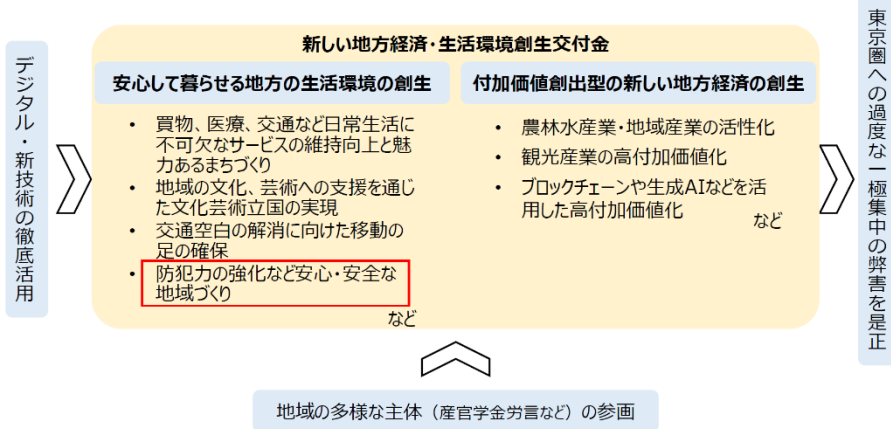 デジタル・新技術の徹底活用
新しい地方経済・生活環境創生交付金
安心して暮らせる地方の生活環境の創生
・ 買物、医療、交通など日常生活に
不可欠なサービスの維持向上と魅
力あるまちづくり
・ 地域の文化、芸術への支援を通じ
た文化芸術立国の実現
・ 交通空白の解消に向けた移動の
足の確保
・ 防犯力の強化など安心・安全な
地域づくり
など
付加価値創出型の新しい地方経済の創生
・ 農林水産業・地域産業の活性化
・ 観光産業の高付加価値化
・ ブロックチェーンや生成AIなどを活
用した高付加価値化
など
東京圏への過度な一極集中の弊害を是正
地域の多様な主体（産官学金労言など）の参画